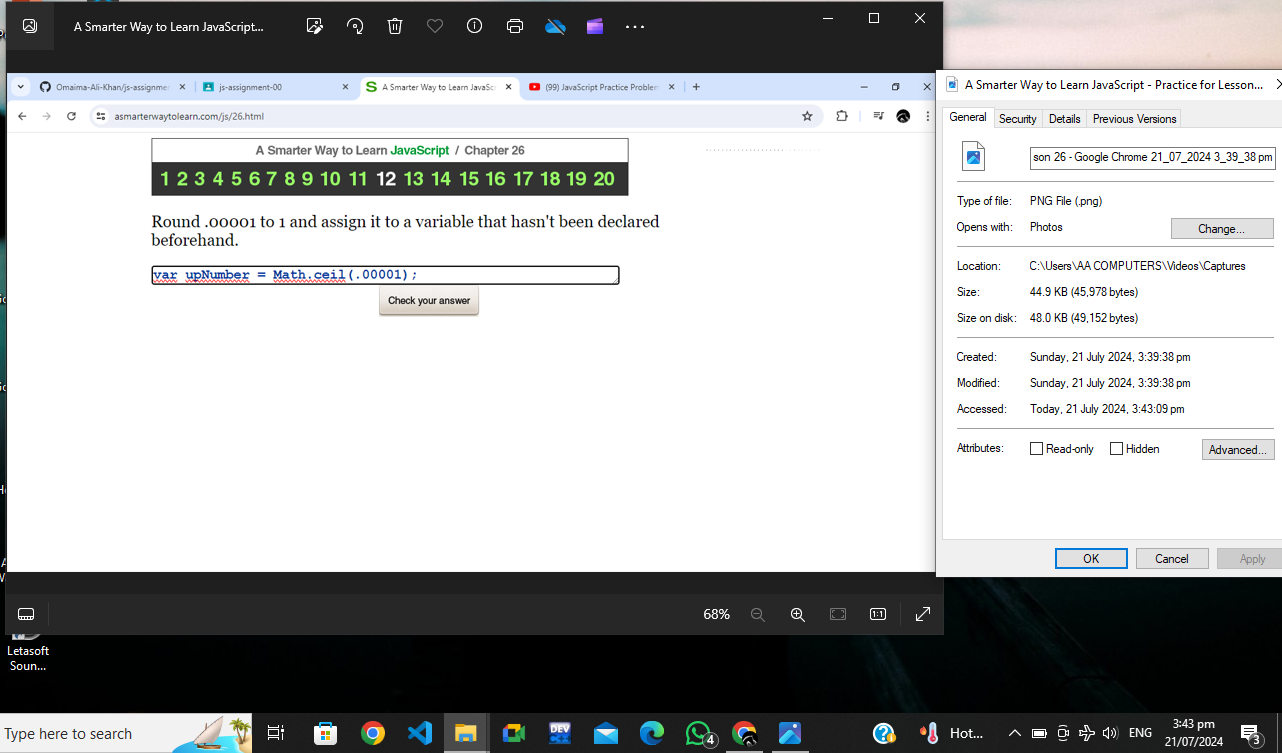 A Smarter Way to Learn JavaScript...
Omaima-Ali-Khan/js-assignme
js-assignment-00
A Smarter Way to Learn JavaSc
(99) JavaScript Practice Problem
asmarterwaytolearn.com/js/26.html
A Smarter Way to Learn JavaScript / Chapter 26
1 2 3 4 5 6 7 8 9 10 11 12 13 14 15 16 17 18 19 20
Round .00001 to 1 and assign it to a variable that hasn't been declared
beforehand.
var upNumber = Math.ceil(.00001);
Check your answer
68%
1:1
A Smarter Way to Learn JavaScript - Practice for Lesson...
General Security Details Previous Versions
son 26 - Google Chrome 21_07_2024 3_39_38 pm
Type of file: PNG File (.png)
Opens with: Photos Change...
Location: C:\Users\AA COMPUTERS\Videos\Captures
Size: 44.9 KB (45,978 bytes)
Size on disk: 48.0 KB (49,152 bytes)
Created: Sunday, 21 July 2024, 3:39:38 pm
Modified: Sunday, 21 July 2024, 3:39:38 pm
Accessed: Today, 21 July 2024, 3:43:09 pm
Attributes: Read-only Hidden Advanced...
OK Cancel Apply
Letasoft
Soun...
Type here to search
DEV
4
Hot...
ENG
3:43 pm
21/07/2024
3